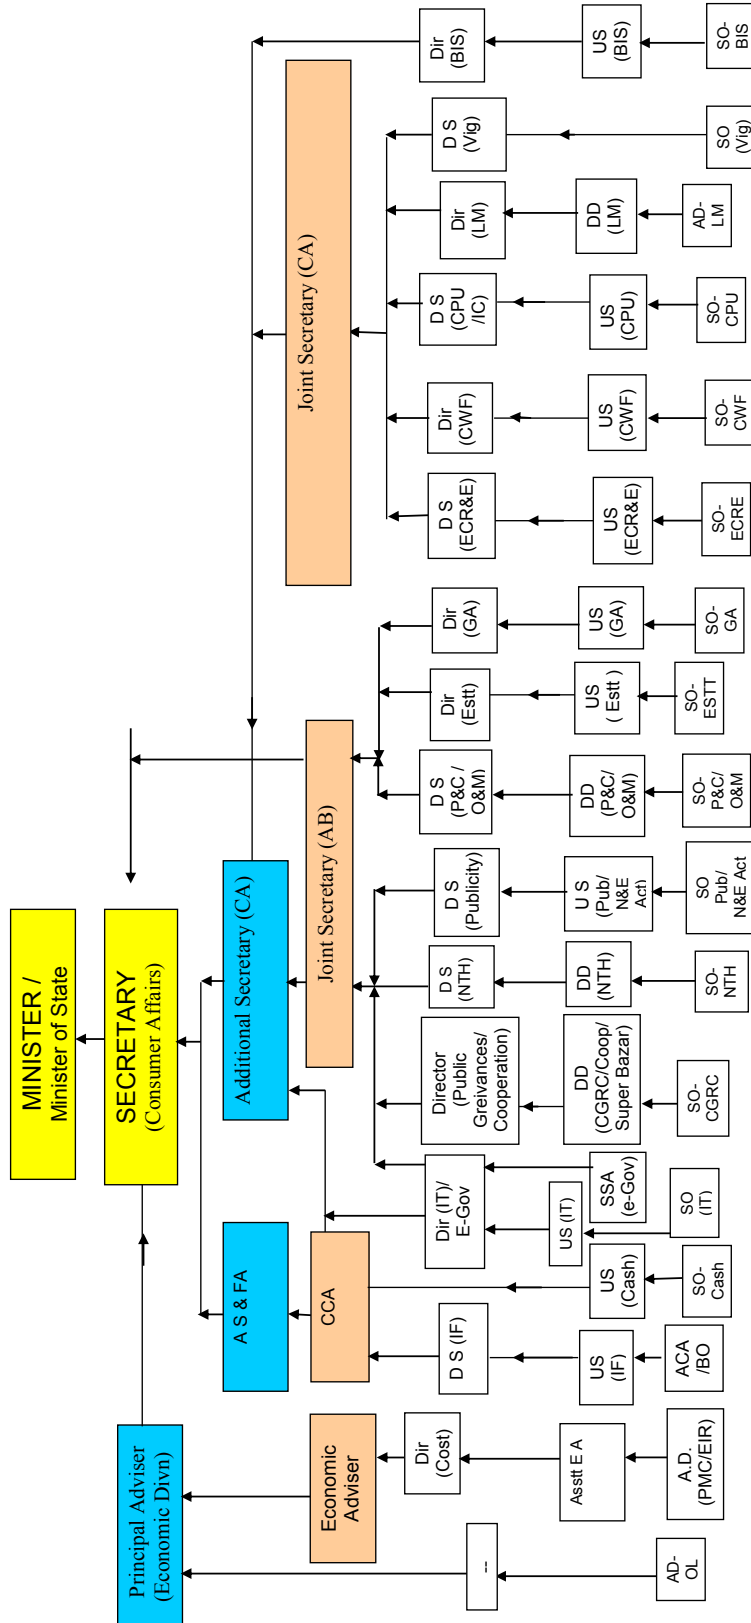 MINISTER /
Minister of State
SECRETARY
(Consumer Affairs)
Principal Adviser
(Economic Divn)
A S & FA
Additional Secretary (CA)
Economic
Adviser
CCA
Joint Secretary (AB)
Joint Secretary (CA)
Dir
(Cost)
D S (IF)
Dir (IT)/
E-Gov
Director
(Public
Greivances/
Cooperation)
D S
(NTH)
D S
(Publicity)
D S
(P&C /
O&M)
Dir
(Estt)
Dir
(GA)
D S
(ECR&E)
Dir
(CWF)
D S
(CPU
/IC)
Dir
(LM)
D S
(Vig)
Dir
(BIS)
--
Asstt E A
US
(IF)
US
(Cash)
US (IT)
SSA
(e-Gov)
DD
(CGRC/Coop/
Super Bazar)
DD
(NTH)
U S
(Pub/
N&E
Act)
DD
(P&C/
O&M)
US
( Estt)
US
(GA)
US
(ECR&E)
US
(CWF)
US
(CPU)
DD
(LM)
US
(BIS)
AD-
OL
A.D.
(PMC/EIR)
ACA
/BO
SO-
Cash
SO
(IT)
SO-
CGRC
SO-
NTH
SO
Pub/
N&E Act
SO-
P&C/
O&M
SO-
ESTT
SO-
GA
SO-
ECRE
SO-
CWF
SO-
CPU
AD-
LM
SO
(Vig)
SO-
BIS